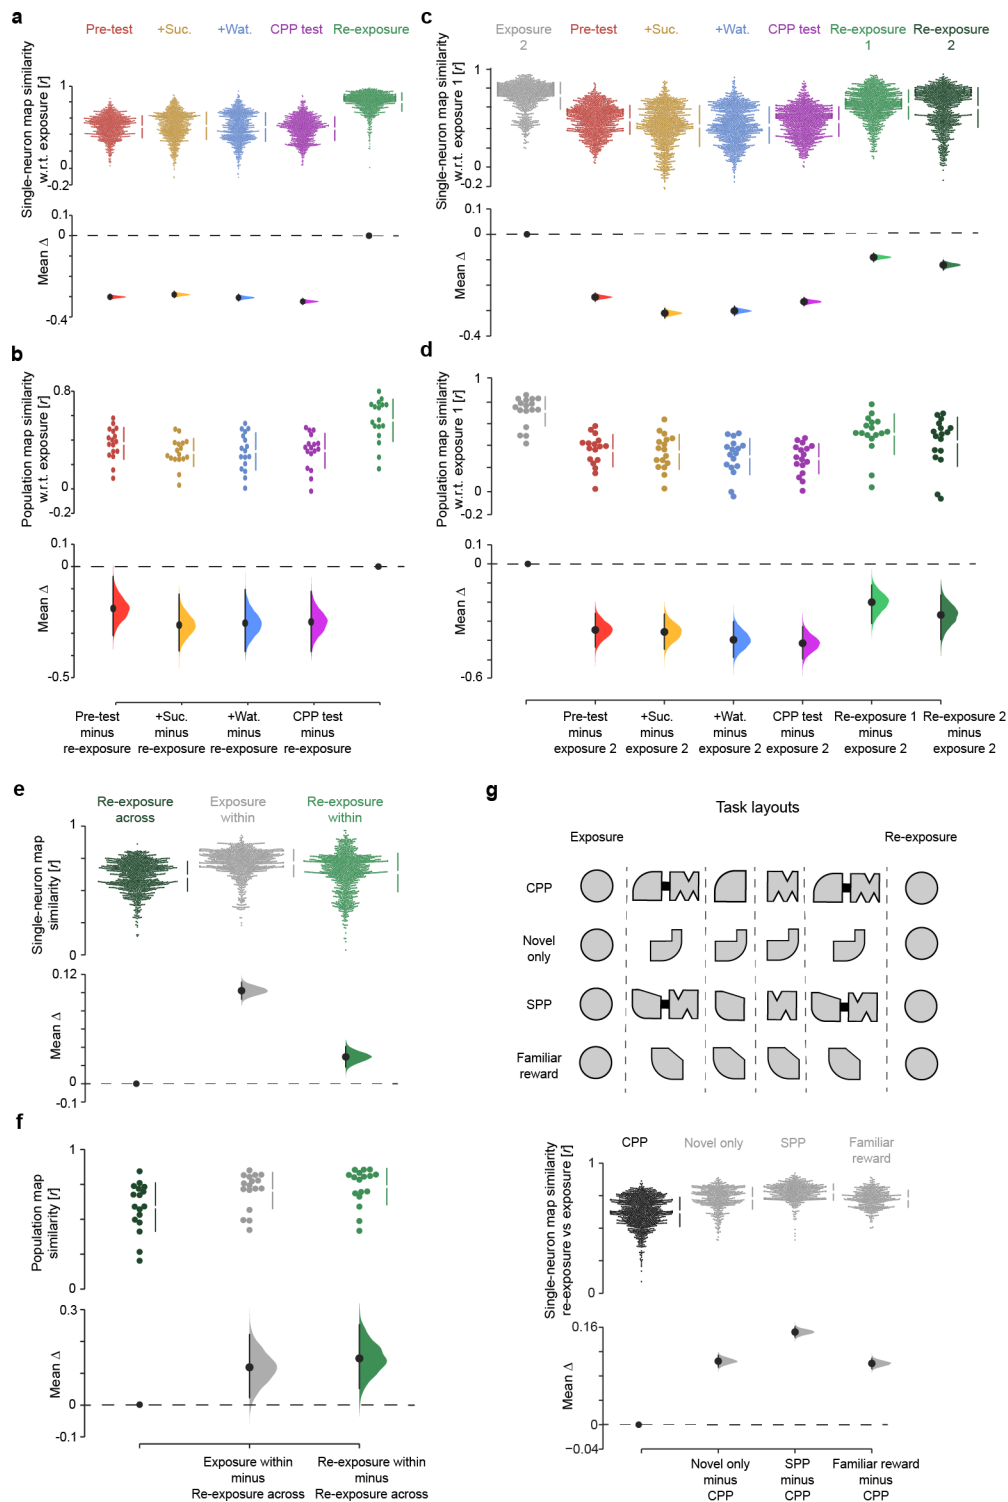 a
Pre-test
+Suc.
+Wat.
CPP test
Re-exposure
Single-neuron map similarity
w.r.t. exposure [r]
1
0
-0.2
0.1
0
-0.4
Mean Δ
b
Population map similarity
w.r.t. exposure [r]
0.8
0
-0.2
0.1
0
-0.5
Mean Δ
Pre-test
minus
re-exposure
+Suc.
minus
re-exposure
+Wat.
minus
re-exposure
CPP test
minus
re-exposure
c
Exposure
2
Pre-test
+Suc.
+Wat.
CPP test
Re-exposure
1
Re-exposure
2
Single-neuron map similarity
w.r.t. exposure 1 [r]
1
0
-0.2
0.1
0
-0.4
Mean Δ
d
Population map similarity
w.r.t. exposure 1 [r]
1
0
-0.2
0.1
0
-0.6
Mean Δ
Pre-test
minus
exposure 2
+Suc.
minus
exposure 2
+Wat.
minus
exposure 2
CPP test
minus
exposure 2
Re-exposure 1
minus
exposure 2
Re-exposure 2
minus
exposure 2
e
Re-exposure
across
Exposure
within
Re-exposure
within
Single-neuron map
similarity [r]
1
0
0.12
0
-0.1
Mean Δ
f
Population map
similarity [r]
1
0
0.3
0
-0.1
Mean Δ
Exposure within
minus
Re-exposure across
Re-exposure within
minus
Re-exposure across
g
Task layouts
Exposure
Re-exposure
CPP
Novel
only
SPP
Familiar
reward
CPP
Novel only
SPP
Familiar
reward
Single-neuron map similarity
re-exposure vs exposure [r]
1
0
0.16
0
−0.04
Mean Δ
Novel only
minus
CPP
SPP
minus
CPP
Familiar reward
minus
CPP